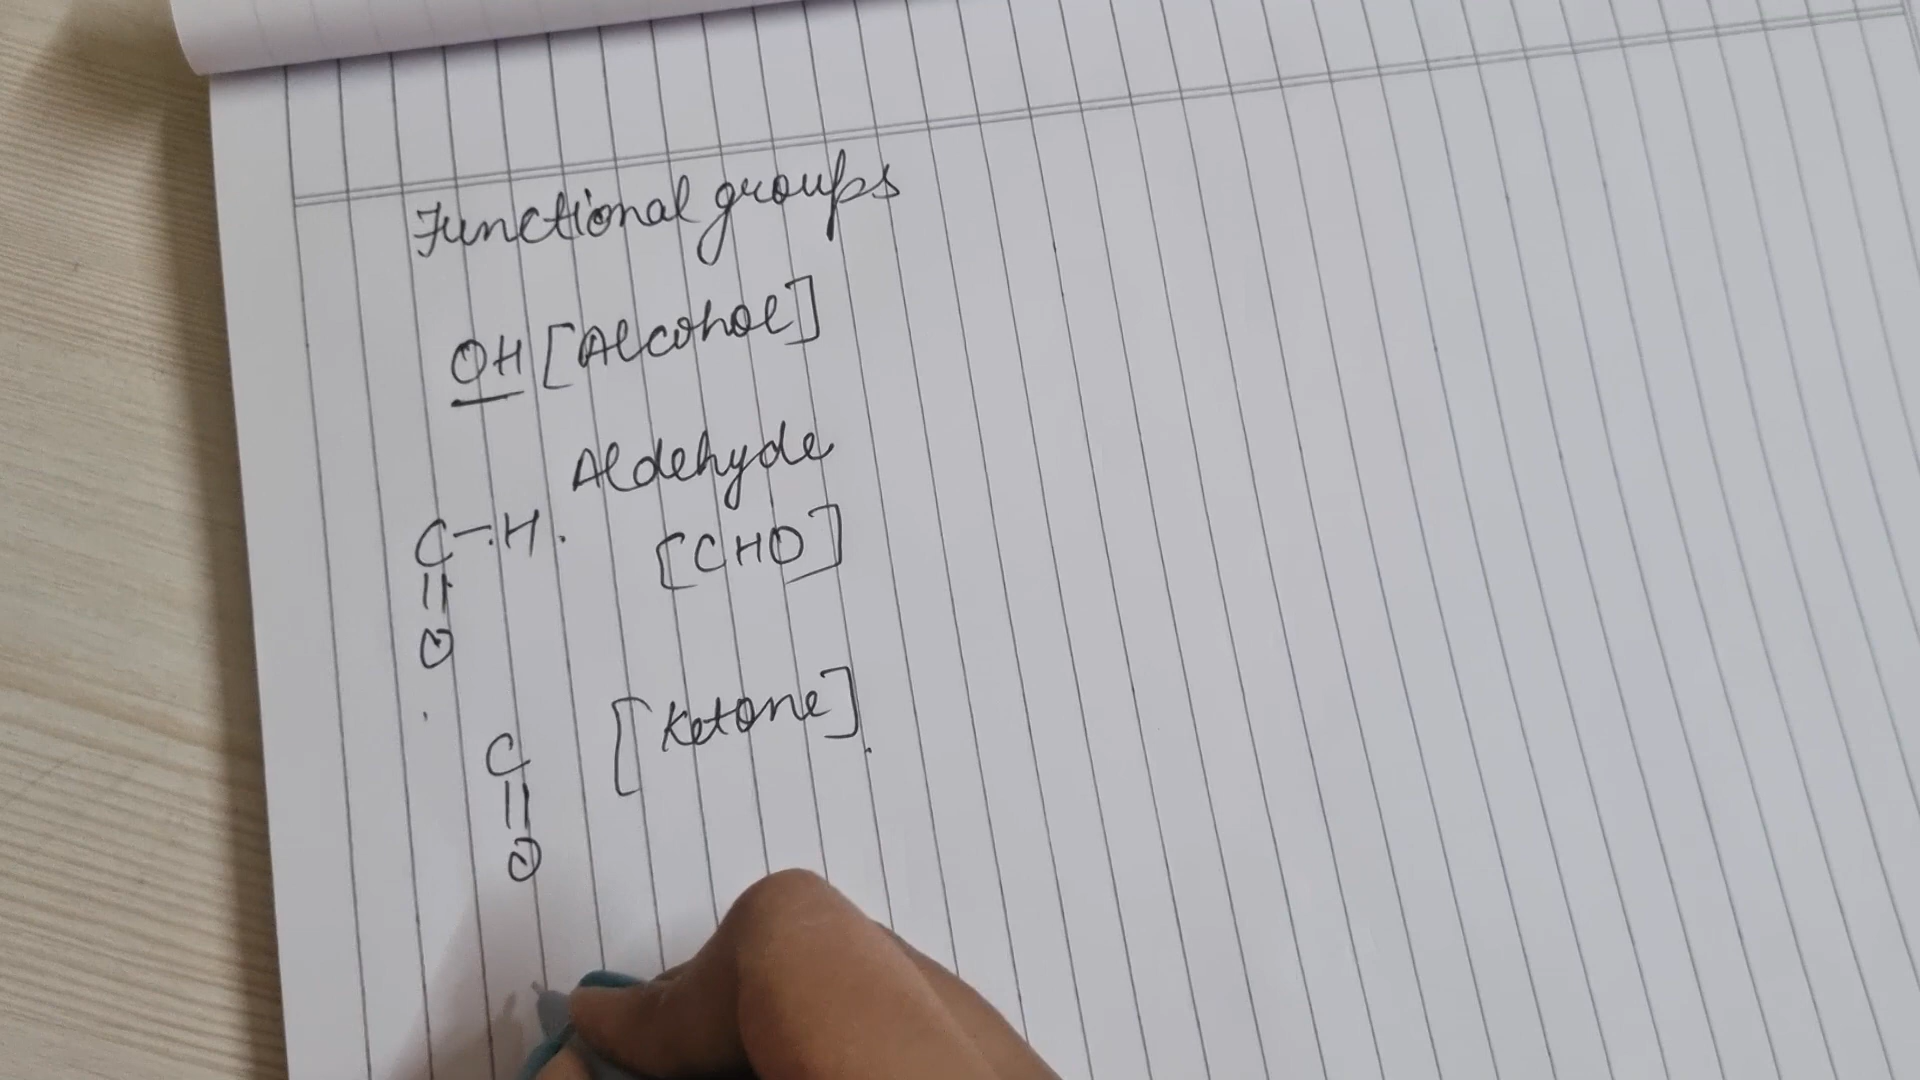 Functional groups
OH [Alcohol]
Aldehyde
C-H. [CHO]
||
O
C [Ketone].
||
O